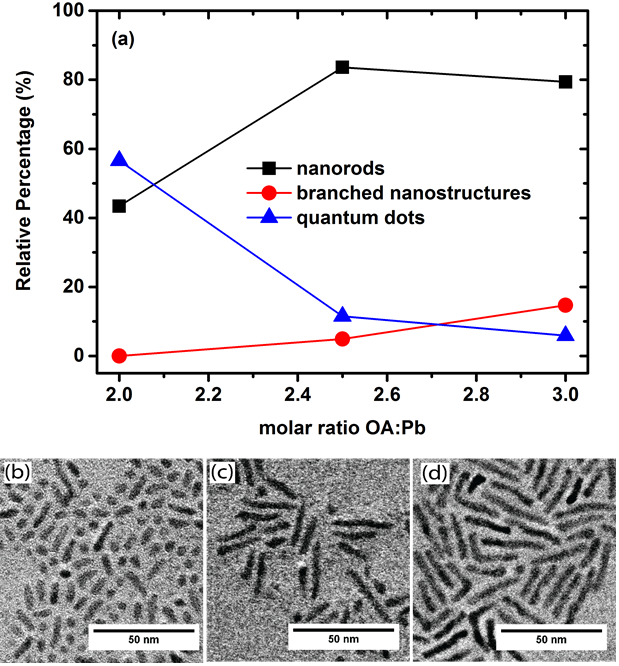 (a)
100
80
60
40
20
0
Relative Percentage (%)
nanorods
branched nanostructures
quantum dots
2.0 2.2 2.4 2.6 2.8 3.0
molar ratio OA:Pb
(b) (c) (d)
50 nm 50 nm 50 nm